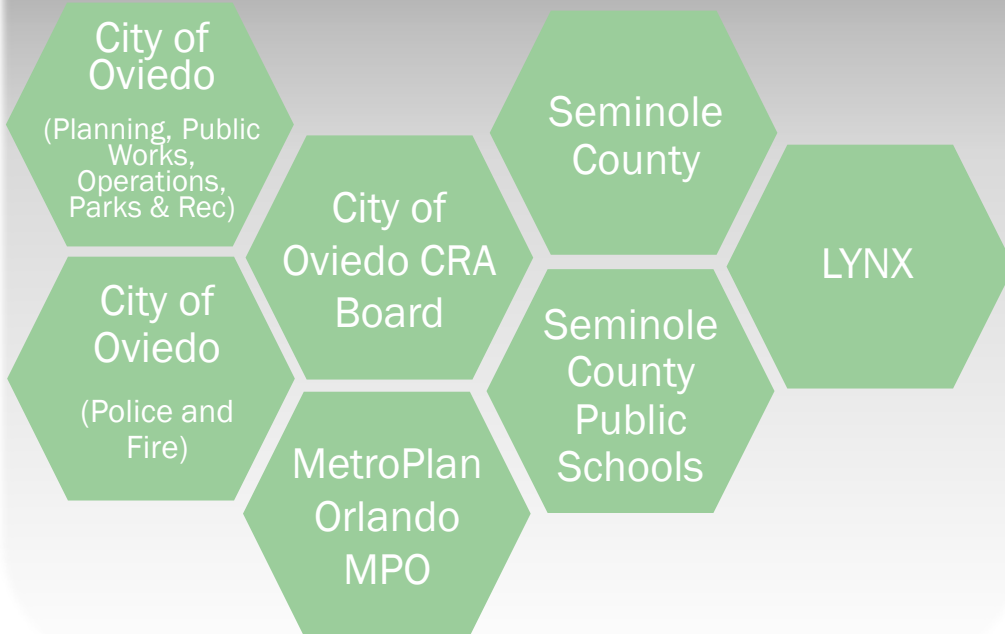 City of
Oviedo
(Planning, Public
Works,
Operations,
Parks & Rec)
City of
Oviedo
(Police and
Fire)
City of
Oviedo CRA
Board
MetroPlan
Orlando
MPO
Seminole
County
Seminole
County
Public
Schools
LYNX